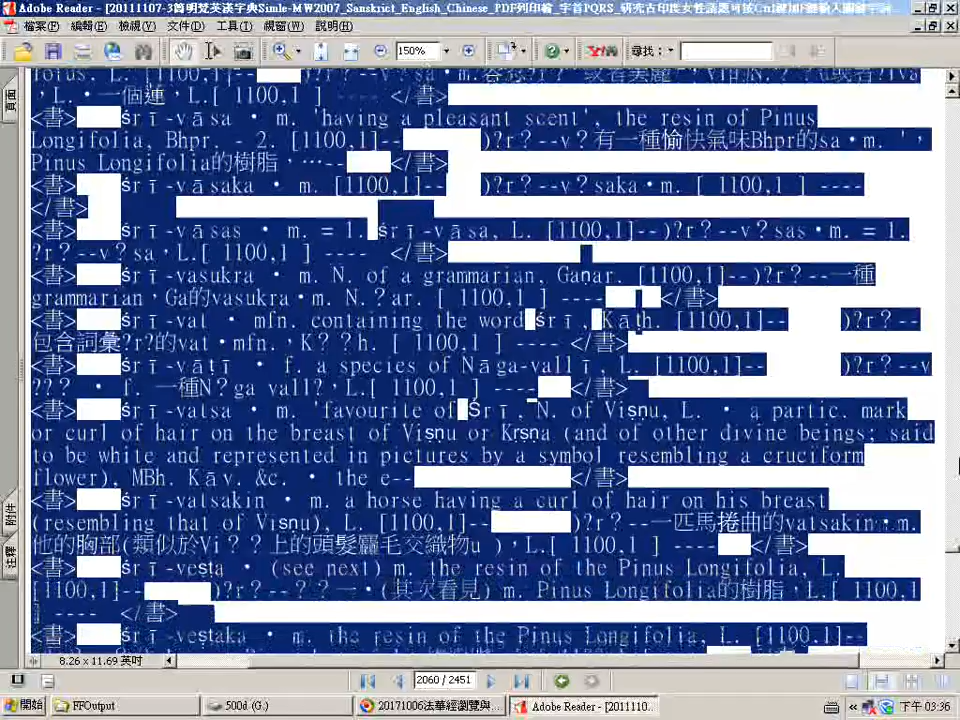 Adobe Reader - [20111107-3篇明梵英漢字典Simle-MW2007_Sanskrict_English_Chinese_PDF列印輸_字首PQRS_研究古印度女性議題可按Ctrl鍵加F鍵輸入關鍵字詞
檔案(F) 編輯(E) 檢視(V) 文件(D) 工具(T) 視窗(W) 說明(H)
150% 尋找：
頁面
附件
註釋
，L.‧一個蓮，L.[ 1100,1 ] ---- </書>
<書> śrī-vāsa ‧ m. 'having a pleasant scent', the resin of Pinus
Longifolia, Bhpr. - 2. [1100,1]-- )?r？--v？有一種愉快氣味Bhpr的sa‧m. '，
Pinus Longifolia的樹脂，…-- </書>
<書> śrī-vāsaka ‧ m. [1100,1]-- )?r？--v？saka‧m. [ 1100,1 ] ----
</書>
<書> śrī-vāsas ‧ m. = 1. śrī-vāsa, L. [1100,1]-- )?r？--v？sas‧m. = 1.
?r？--v？sa，L.[ 1100,1 ] ---- </書>
<書> śrī-vasukra ‧ m. N. of a grammarian, Gaṇar. [1100,1]-- )?r？--一種
grammarian，Ga的vasukra‧m. N.？ar. [ 1100,1 ] ---- </書>
<書> śrī-vat ‧ mfn. containing the word śrī, Kāṭh. [1100,1]-- )?r？--
包含詞彙?r?的vat‧mfn.，K？？h. [ 1100,1 ] ---- </書>
<書> śrī-vāṭī ‧ f. a species of Nāga-vallī, L. [1100,1]-- )?r？--v
??？ ‧ f. 一種N？ga vall?，L.[ 1100,1 ] ---- </書>
<書> śrī-vatsa ‧ m. 'favourite of Śrī, N. of Viṣṇu, L. ‧ a partic. mark
or curl of hair on the breast of Viṣṇu or Kṛṣṇa (and of other divine beings; said
to be white and represented in pictures by a symbol resembling a cruciform
flower), MBh. Kāv. &c. ‧ the e-- </書>
<書> śrī-vatsakin ‧ m. a horse having a curl of hair on his breast
(resembling that of Viṣṇu), L. [1100,1]-- )?r？--一匹馬捲曲的vatsakin‧m.
他的胸部(類似於Vi？？上的頭髮羅毛交織物u )，L.[ 1100,1 ] ---- </書>
<書> śrī-veṣṭa ‧ (see next) m. the resin of the Pinus Longifolia, L.
[1100,1]-- )?r？--？？一‧(其次看見) m. Pinus Longifolia的樹脂，L.[ 1100,1
] ---- </書>
<書> śrī-veṣṭaka ‧ m. the resin of the Pinus Longifolia, L. [1100,1]--
8.26 x 11.69 英吋
2060 / 2451
開始 FFOutput 500d (G:) 20171006法華經瀏覽與... Adobe Reader - [2011110... 下午 03:36